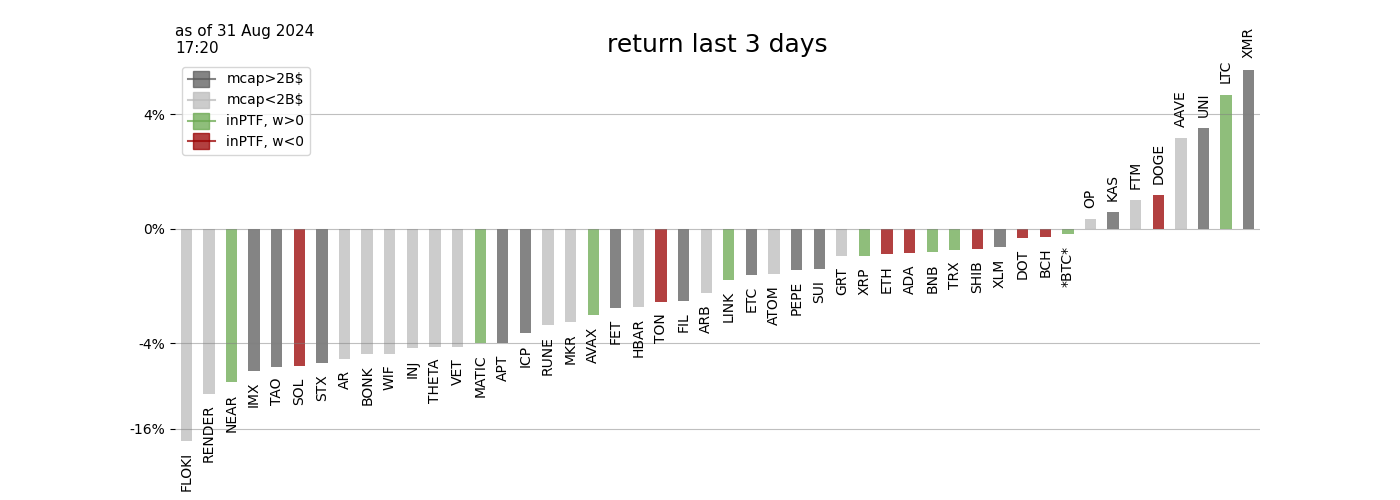 as of 31 Aug 2024
17:20
return last 3 days
mcap>2B$
mcap<2B$
inPTF, w>0
inPTF, w<0
4%
0%
-4%
-16%
FLOKI
RENDER
NEAR
IMX
TAO
SOL
STX
AR
BONK
WIF
INJ
THETA
VET
MATIC
APT
ICP
RUNE
MKR
AVAX
FET
HBAR
TON
FIL
ARB
LINK
ETC
ATOM
PEPE
SUI
GRT
XRP
ETH
ADA
BNB
TRX
SHIB
XLM
DOT
BCH
*BTC*
OP
KAS
FTM
DOGE
AAVE
UNI
LTC
XMR